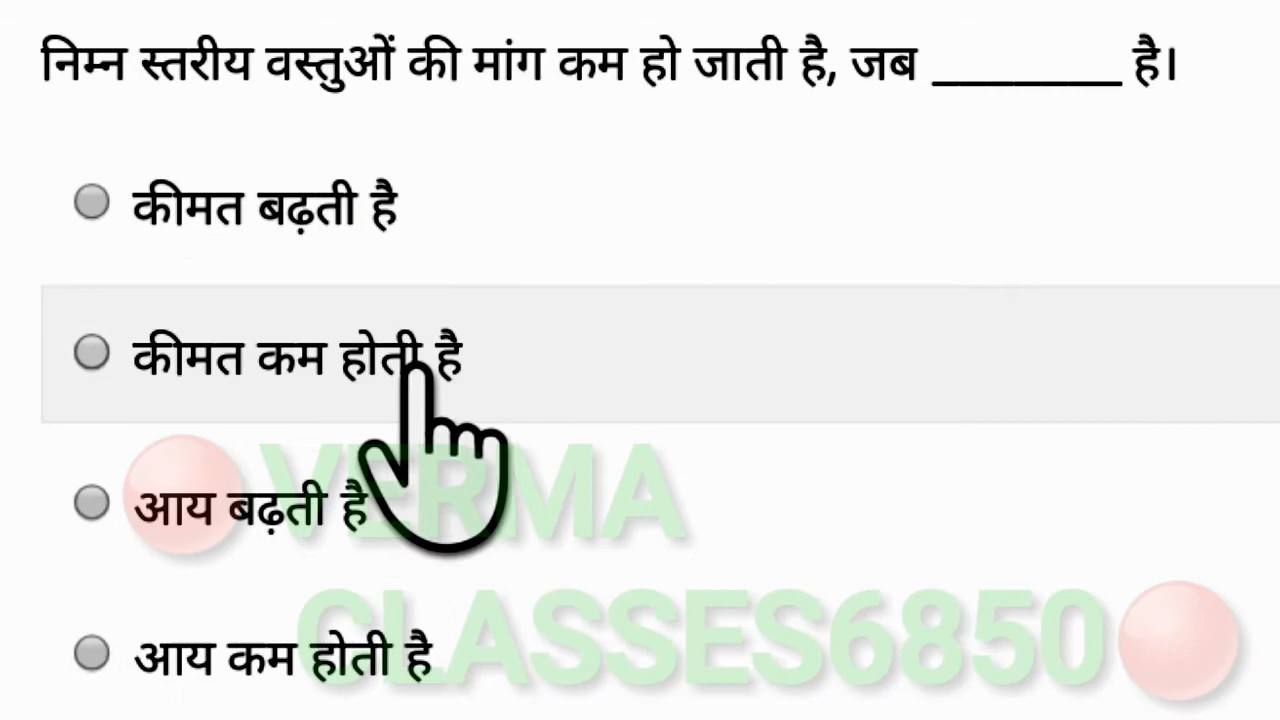 निम्न स्तरीय वस्तुओं की मांग कम हो जाती है, जब ________ है।
कीमत बढ़ती है
कीमत कम होती है
आय बढ़ती है
VERMA
आय कम होती है
CLASSES6850